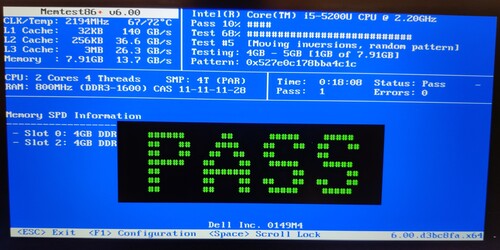 Memtest86+ v6.00
Intel(R) Core(TM) i5-5200U CPU @ 2.20GHz
CLK/Temp: 2194MHz 67/72°C
Pass 10% ####
L1 Cache: 32KB 140 GB/s
Test 68% ###########################
L2 Cache: 256KB 36.6 GB/s
Test #5 [Moving inversions, random pattern]
L3 Cache: 3MB 26.3 GB/s
Testing: 4GB - 5GB [1GB of 7.91GB]
Memory : 7.91GB 13.7 GB/s
Pattern: 0x527e0c178bba4c1c
CPU: 2 Cores 4 Threads SMP: 4T (PAR)
Time: 0:18:08 Status: Pass
RAM: 800MHz (DDR3-1600) CAS 11-11-11-28
Pass: 1 Errors: 0
Memory SPD Information
- Slot 0: 4GB DDR
- Slot 2: 4GB DDR
PASS
Dell Inc. 0149M4
<ESC> Exit <F1> Configuration <Space> Scroll Lock
6.00.d3bc8fa.x64